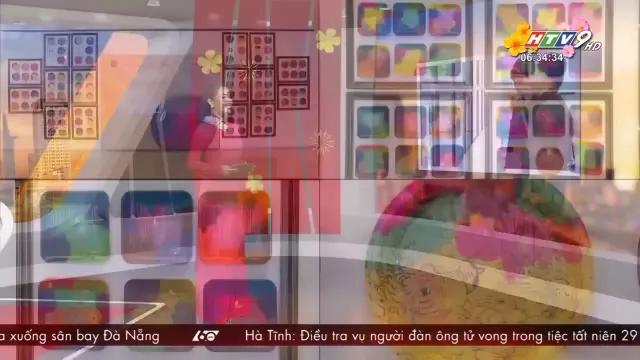 HTV9 HD
06:34:34
a xuống sân bay Đà Nẵng
Hà Tĩnh: Điều tra vụ người đàn ông tử vong trong tiệc tất niên 29